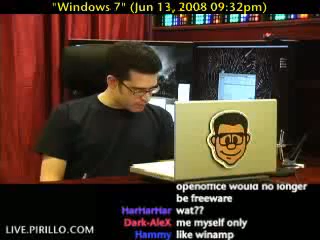 "Windows 7" (Jun 13, 2008 09:32pm)
openoffice would no longer
be freeware
HarHarHar wat??
Dark-AleX me myself only
LIVE.PIRILLO.COM Hammy like winamp